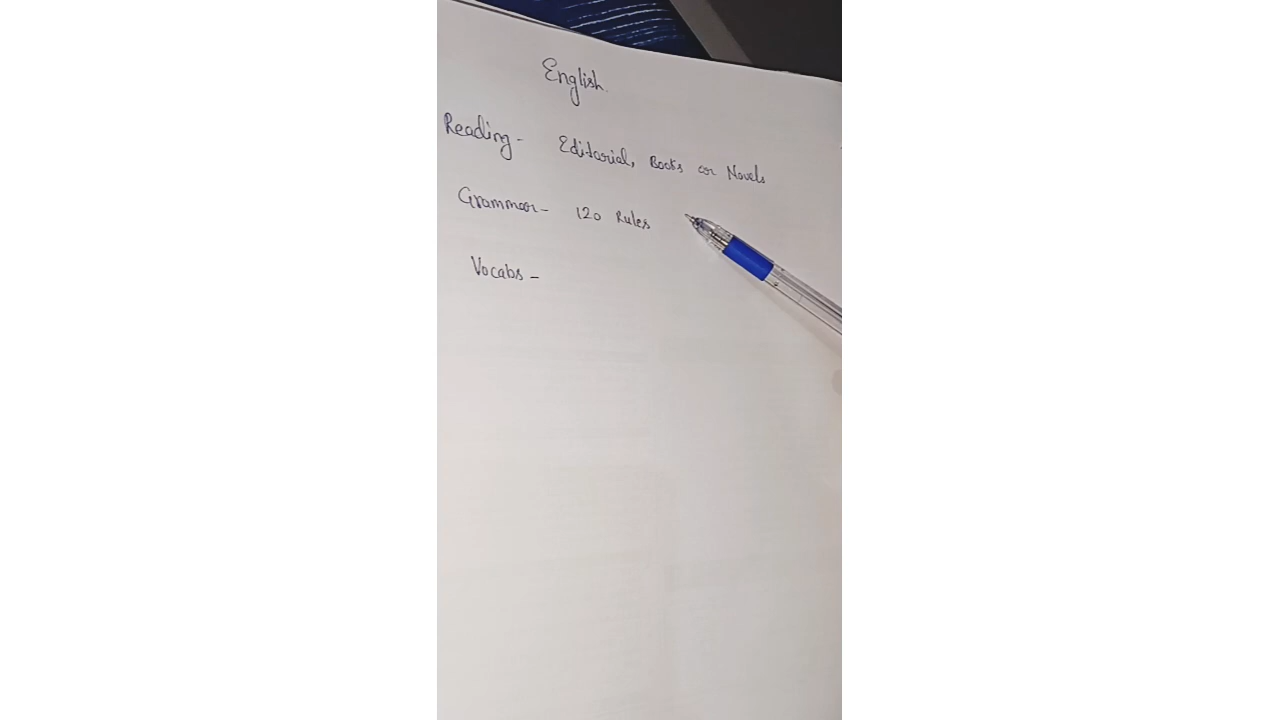 English.
Reading - Editorial, Books or Novels
Grammar - 120 Rules
Vocabs -